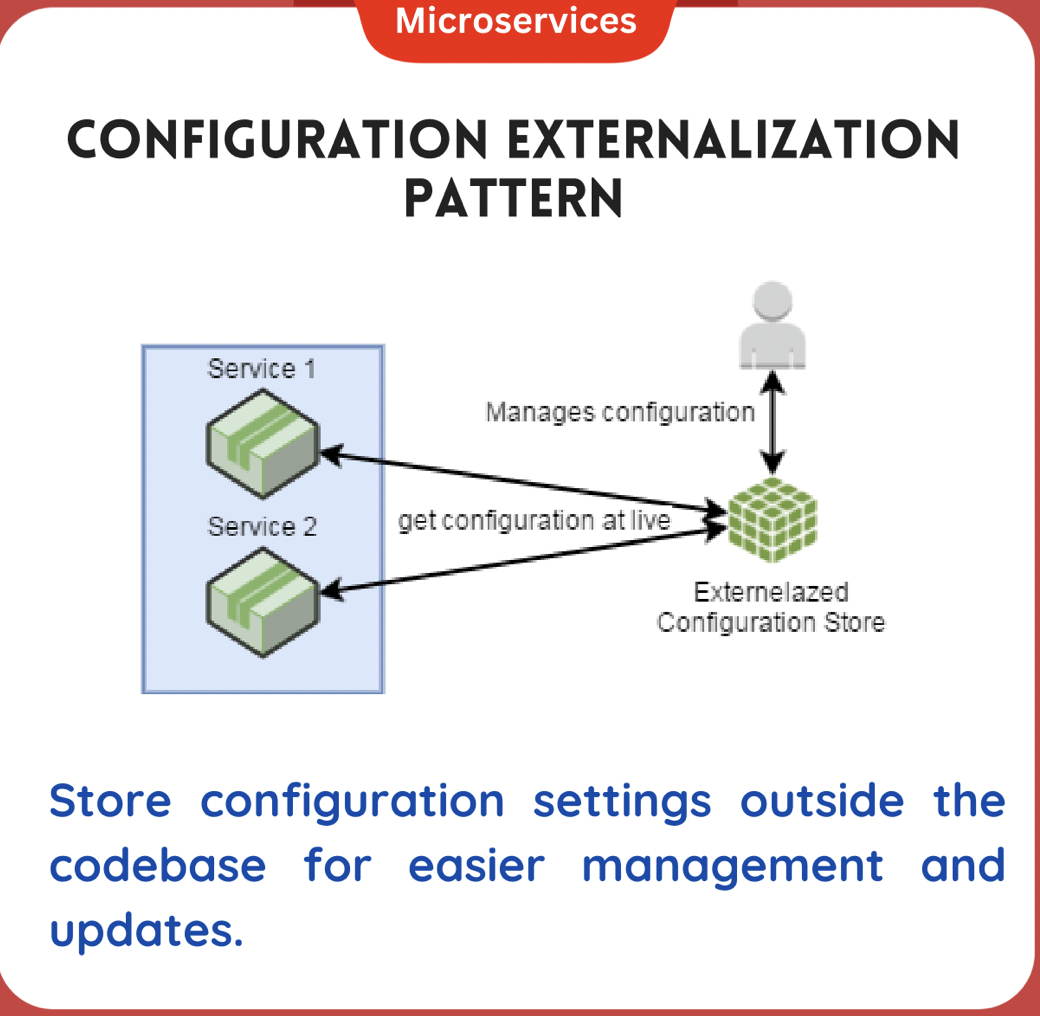 Microservices
CONFIGURATION EXTERNALIZATION
PATTERN
Service 1
Manages configuration
Service 2
get configuration at live
Externelazed
Configuration Store
Store configuration settings outside the
codebase for easier management and
updates.